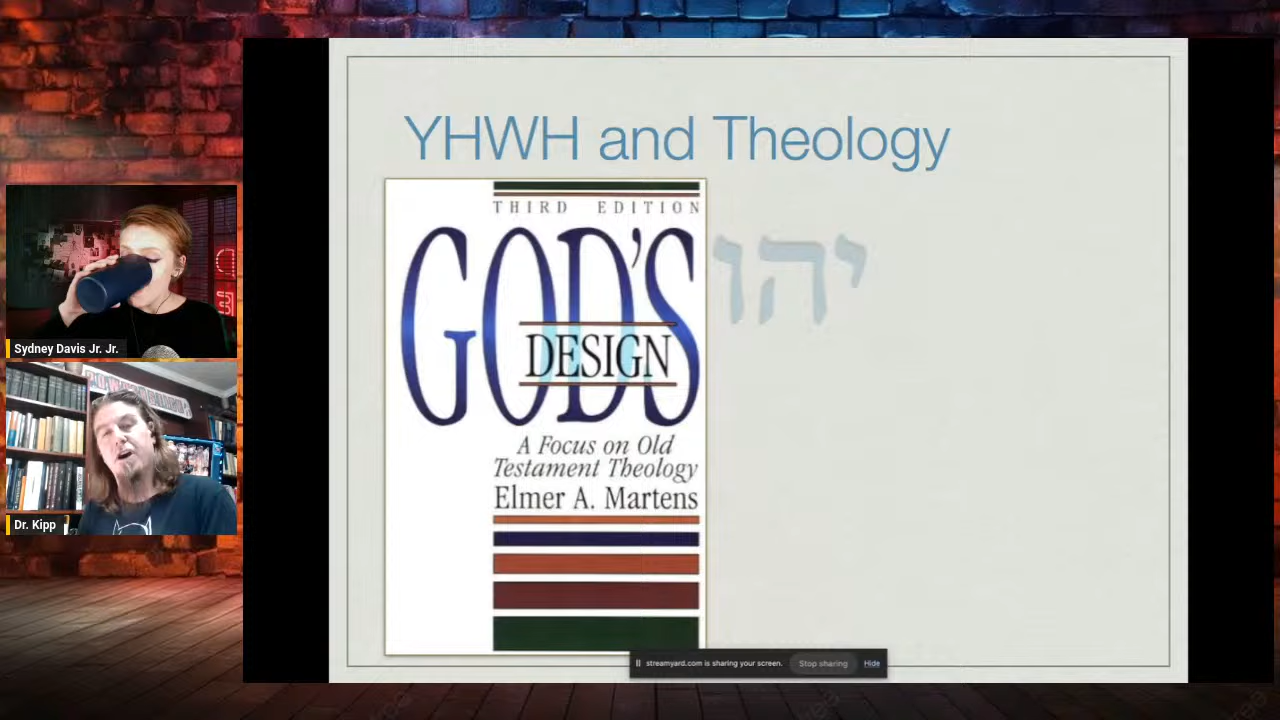 YHWH and Theology
THIRD EDITION
GOD'S
DESIGN
A Focus on Old
Testament Theology
Elmer A. Martens
יהו
Sydney Davis Jr. Jr.
Dr. Kipp
streamyard.com is sharing your screen.
Stop sharing
Hide